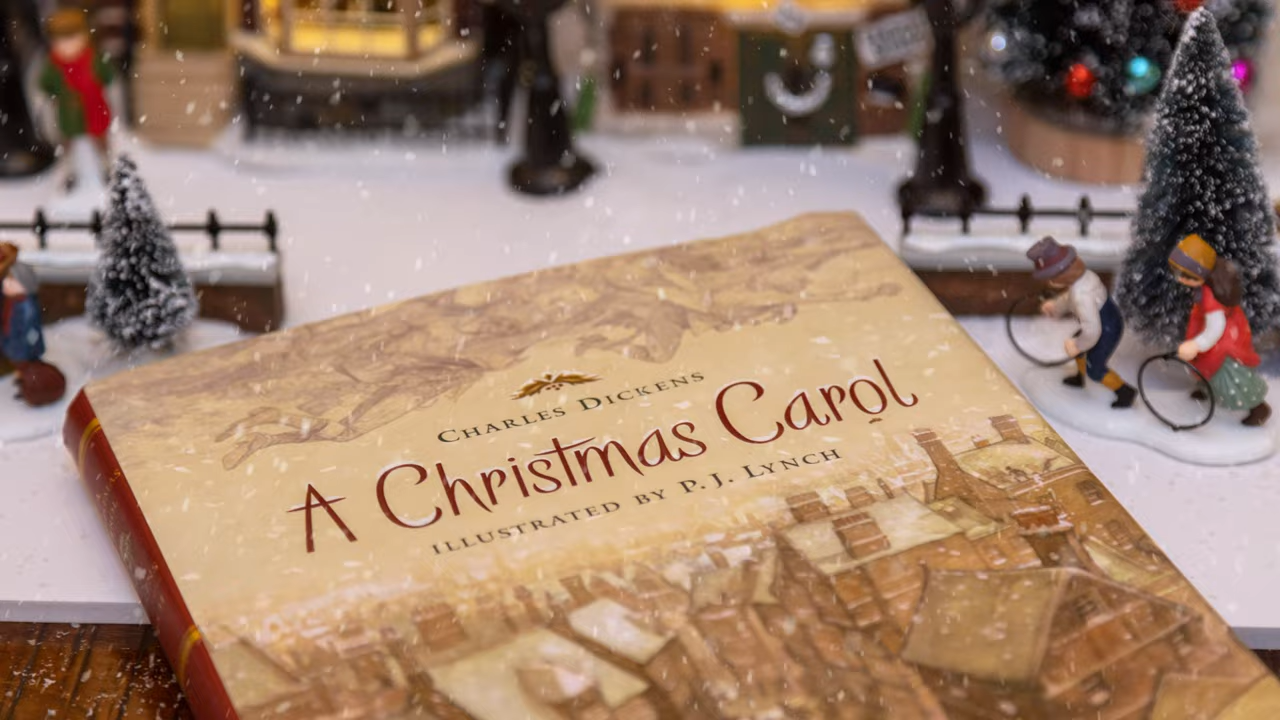 CHARLES DICKENS
A Christmas Carol
ILLUSTRATED BY P.J. LYNCH